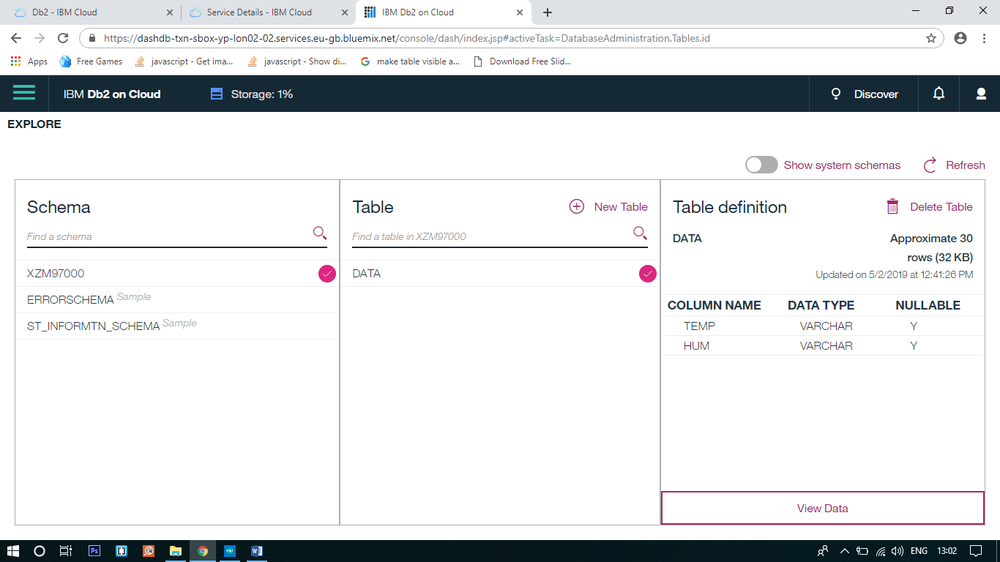 Db2 - IBM Cloud
Service Details - IBM Cloud
IBM Db2 on Cloud
https://dashdb-txn-sbox-yp-lon02-02.services.eu-gb.bluemix.net/console/dash/index.jsp#activeTask=DatabaseAdministration.Tables.id
Apps
Free Games
javascript - Get ima...
javascript - Show di...
make table visible a...
Download Free Slid...
IBM Db2 on Cloud
Storage: 1%
Discover
EXPLORE
Show system schemas
Refresh
Schema
Find a schema
XZM97000
ERRORSCHEMA Sample
ST_INFORMTN_SCHEMA Sample
Table
New Table
Find a table in XZM97000
DATA
Table definition
Delete Table
DATA
Approximate 30
rows (32 KB)
Updated on 5/2/2019 at 12:41:26 PM
COLUMN NAME DATA TYPE NULLABLE
TEMP VARCHAR Y
HUM VARCHAR Y
View Data
Ps
ENG
13:02